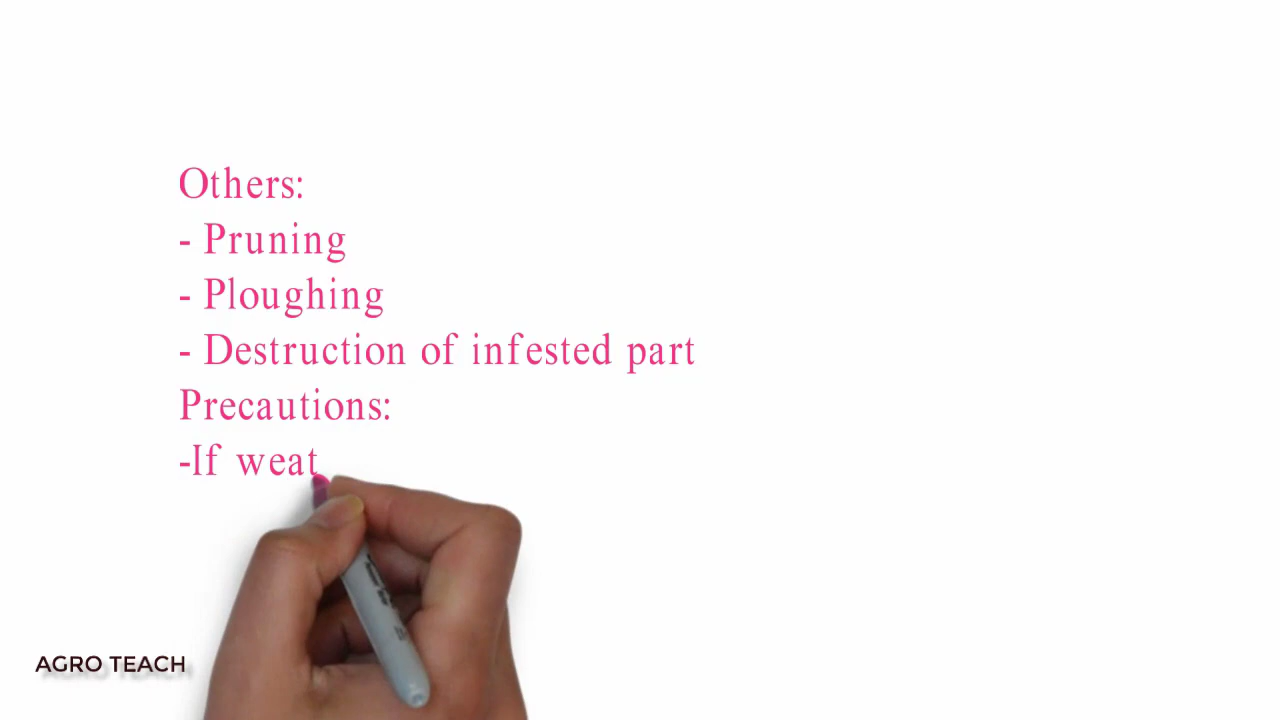 Others:
- Pruning
- Ploughing
- Destruction of infested part
Precautions:
-If weat
AGRO TEACH